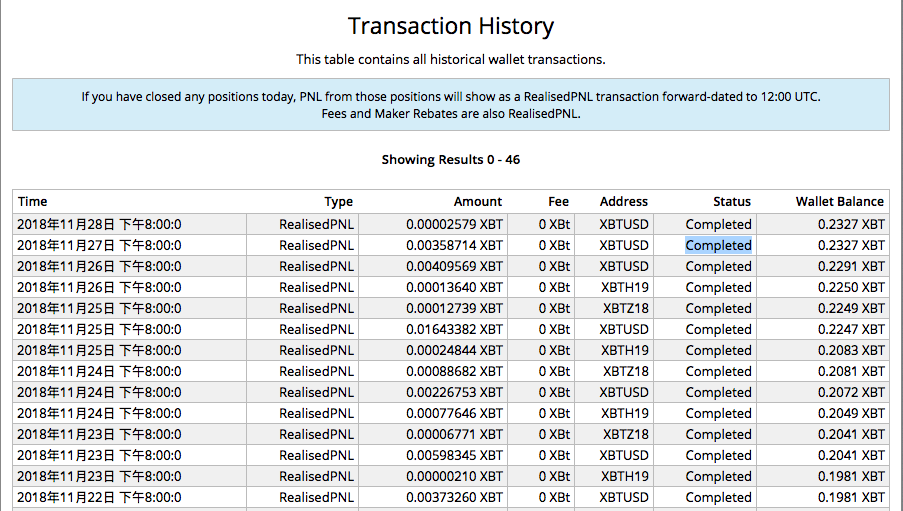 Transaction History
This table contains all historical wallet transactions.
If you have closed any positions today, PNL from those positions will show as a RealisedPNL transaction forward-dated to 12:00 UTC.
Fees and Maker Rebates are also RealisedPNL.
Showing Results 0 - 46
Time Type Amount Fee Address Status Wallet Balance
2018年11月28日 下午8:00:0 RealisedPNL 0.00002579 XBT 0 XBt XBTUSD Completed 0.2327 XBT
2018年11月27日 下午8:00:0 RealisedPNL 0.00358714 XBT 0 XBt XBTUSD Completed 0.2327 XBT
2018年11月26日 下午8:00:0 RealisedPNL 0.00409569 XBT 0 XBt XBTUSD Completed 0.2291 XBT
2018年11月26日 下午8:00:0 RealisedPNL 0.00013640 XBT 0 XBt XBTH19 Completed 0.2250 XBT
2018年11月25日 下午8:00:0 RealisedPNL 0.00012739 XBT 0 XBt XBTZ18 Completed 0.2249 XBT
2018年11月25日 下午8:00:0 RealisedPNL 0.01643382 XBT 0 XBt XBTUSD Completed 0.2247 XBT
2018年11月25日 下午8:00:0 RealisedPNL 0.00024844 XBT 0 XBt XBTH19 Completed 0.2083 XBT
2018年11月24日 下午8:00:0 RealisedPNL 0.00088682 XBT 0 XBt XBTZ18 Completed 0.2081 XBT
2018年11月24日 下午8:00:0 RealisedPNL 0.00226753 XBT 0 XBt XBTUSD Completed 0.2072 XBT
2018年11月24日 下午8:00:0 RealisedPNL 0.00077646 XBT 0 XBt XBTH19 Completed 0.2049 XBT
2018年11月23日 下午8:00:0 RealisedPNL 0.00006771 XBT 0 XBt XBTZ18 Completed 0.2041 XBT
2018年11月23日 下午8:00:0 RealisedPNL 0.00598345 XBT 0 XBt XBTUSD Completed 0.2041 XBT
2018年11月23日 下午8:00:0 RealisedPNL 0.00000210 XBT 0 XBt XBTH19 Completed 0.1981 XBT
2018年11月22日 下午8:00:0 RealisedPNL 0.00373260 XBT 0 XBt XBTUSD Completed 0.1981 XBT